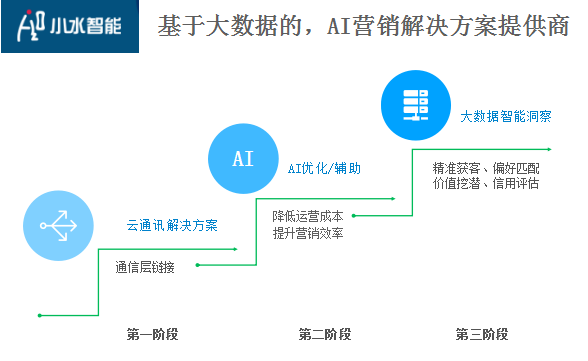 小水智能
基于大数据的，AI营销解决方案提供商
大数据智能洞察
精准获客、偏好匹配
价值挖潜、信用评估
AI
AI优化/辅助
降低运营成本
提升营销效率
云通讯解决方案
通信层链接
第一阶段
第二阶段
第三阶段